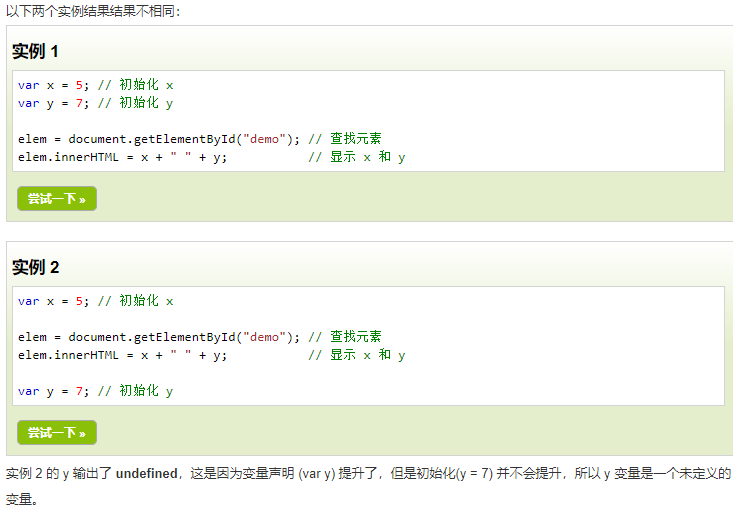 以下两个实例结果结果不相同：
实例 1
var x = 5; // 初始化 x
var y = 7; // 初始化 y
elem = document.getElementById("demo"); // 查找元素
elem.innerHTML = x + " " + y;           // 显示 x 和 y
尝试一下 »
实例 2
var x = 5; // 初始化 x
elem = document.getElementById("demo"); // 查找元素
elem.innerHTML = x + " " + y;           // 显示 x 和 y
var y = 7; // 初始化 y
尝试一下 »
实例 2 的 y 输出了 undefined，这是因为变量声明 (var y) 提升了，但是初始化(y = 7) 并不会提升，所以 y 变量是一个未定义的
变量。